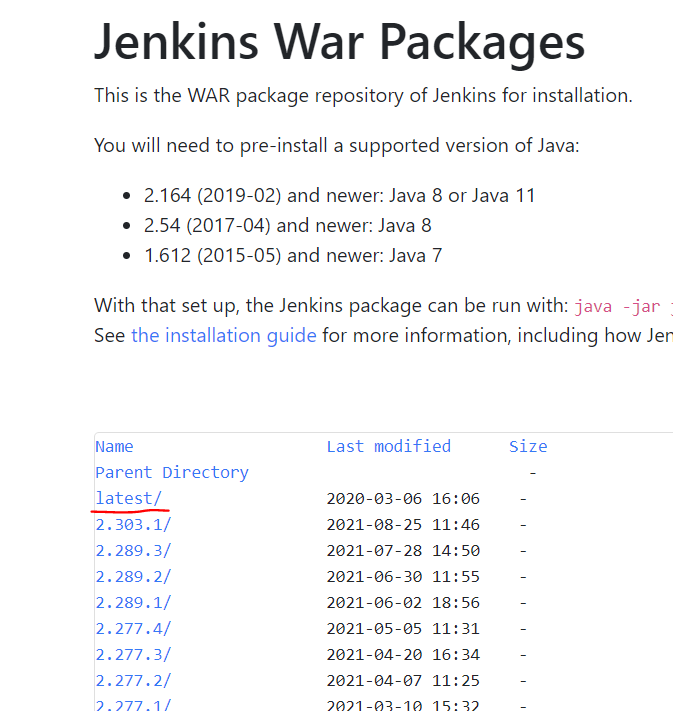 Jenkins War Packages
This is the WAR package repository of Jenkins for installation.
You will need to pre-install a supported version of Java:
• 2.164 (2019-02) and newer: Java 8 or Java 11
• 2.54 (2017-04) and newer: Java 8
• 1.612 (2015-05) and newer: Java 7
With that set up, the Jenkins package can be run with: java -jar j
See the installation guide for more information, including how Jen
Name Last modified Size
Parent Directory -
latest/ 2020-03-06 16:06 -
2.303.1/ 2021-08-25 11:46 -
2.289.3/ 2021-07-28 14:50 -
2.289.2/ 2021-06-30 11:55 -
2.289.1/ 2021-06-02 18:56 -
2.277.4/ 2021-05-05 11:31 -
2.277.3/ 2021-04-20 16:34 -
2.277.2/ 2021-04-07 11:25 -
2.277.1/ 2021-03-10 15:32 -